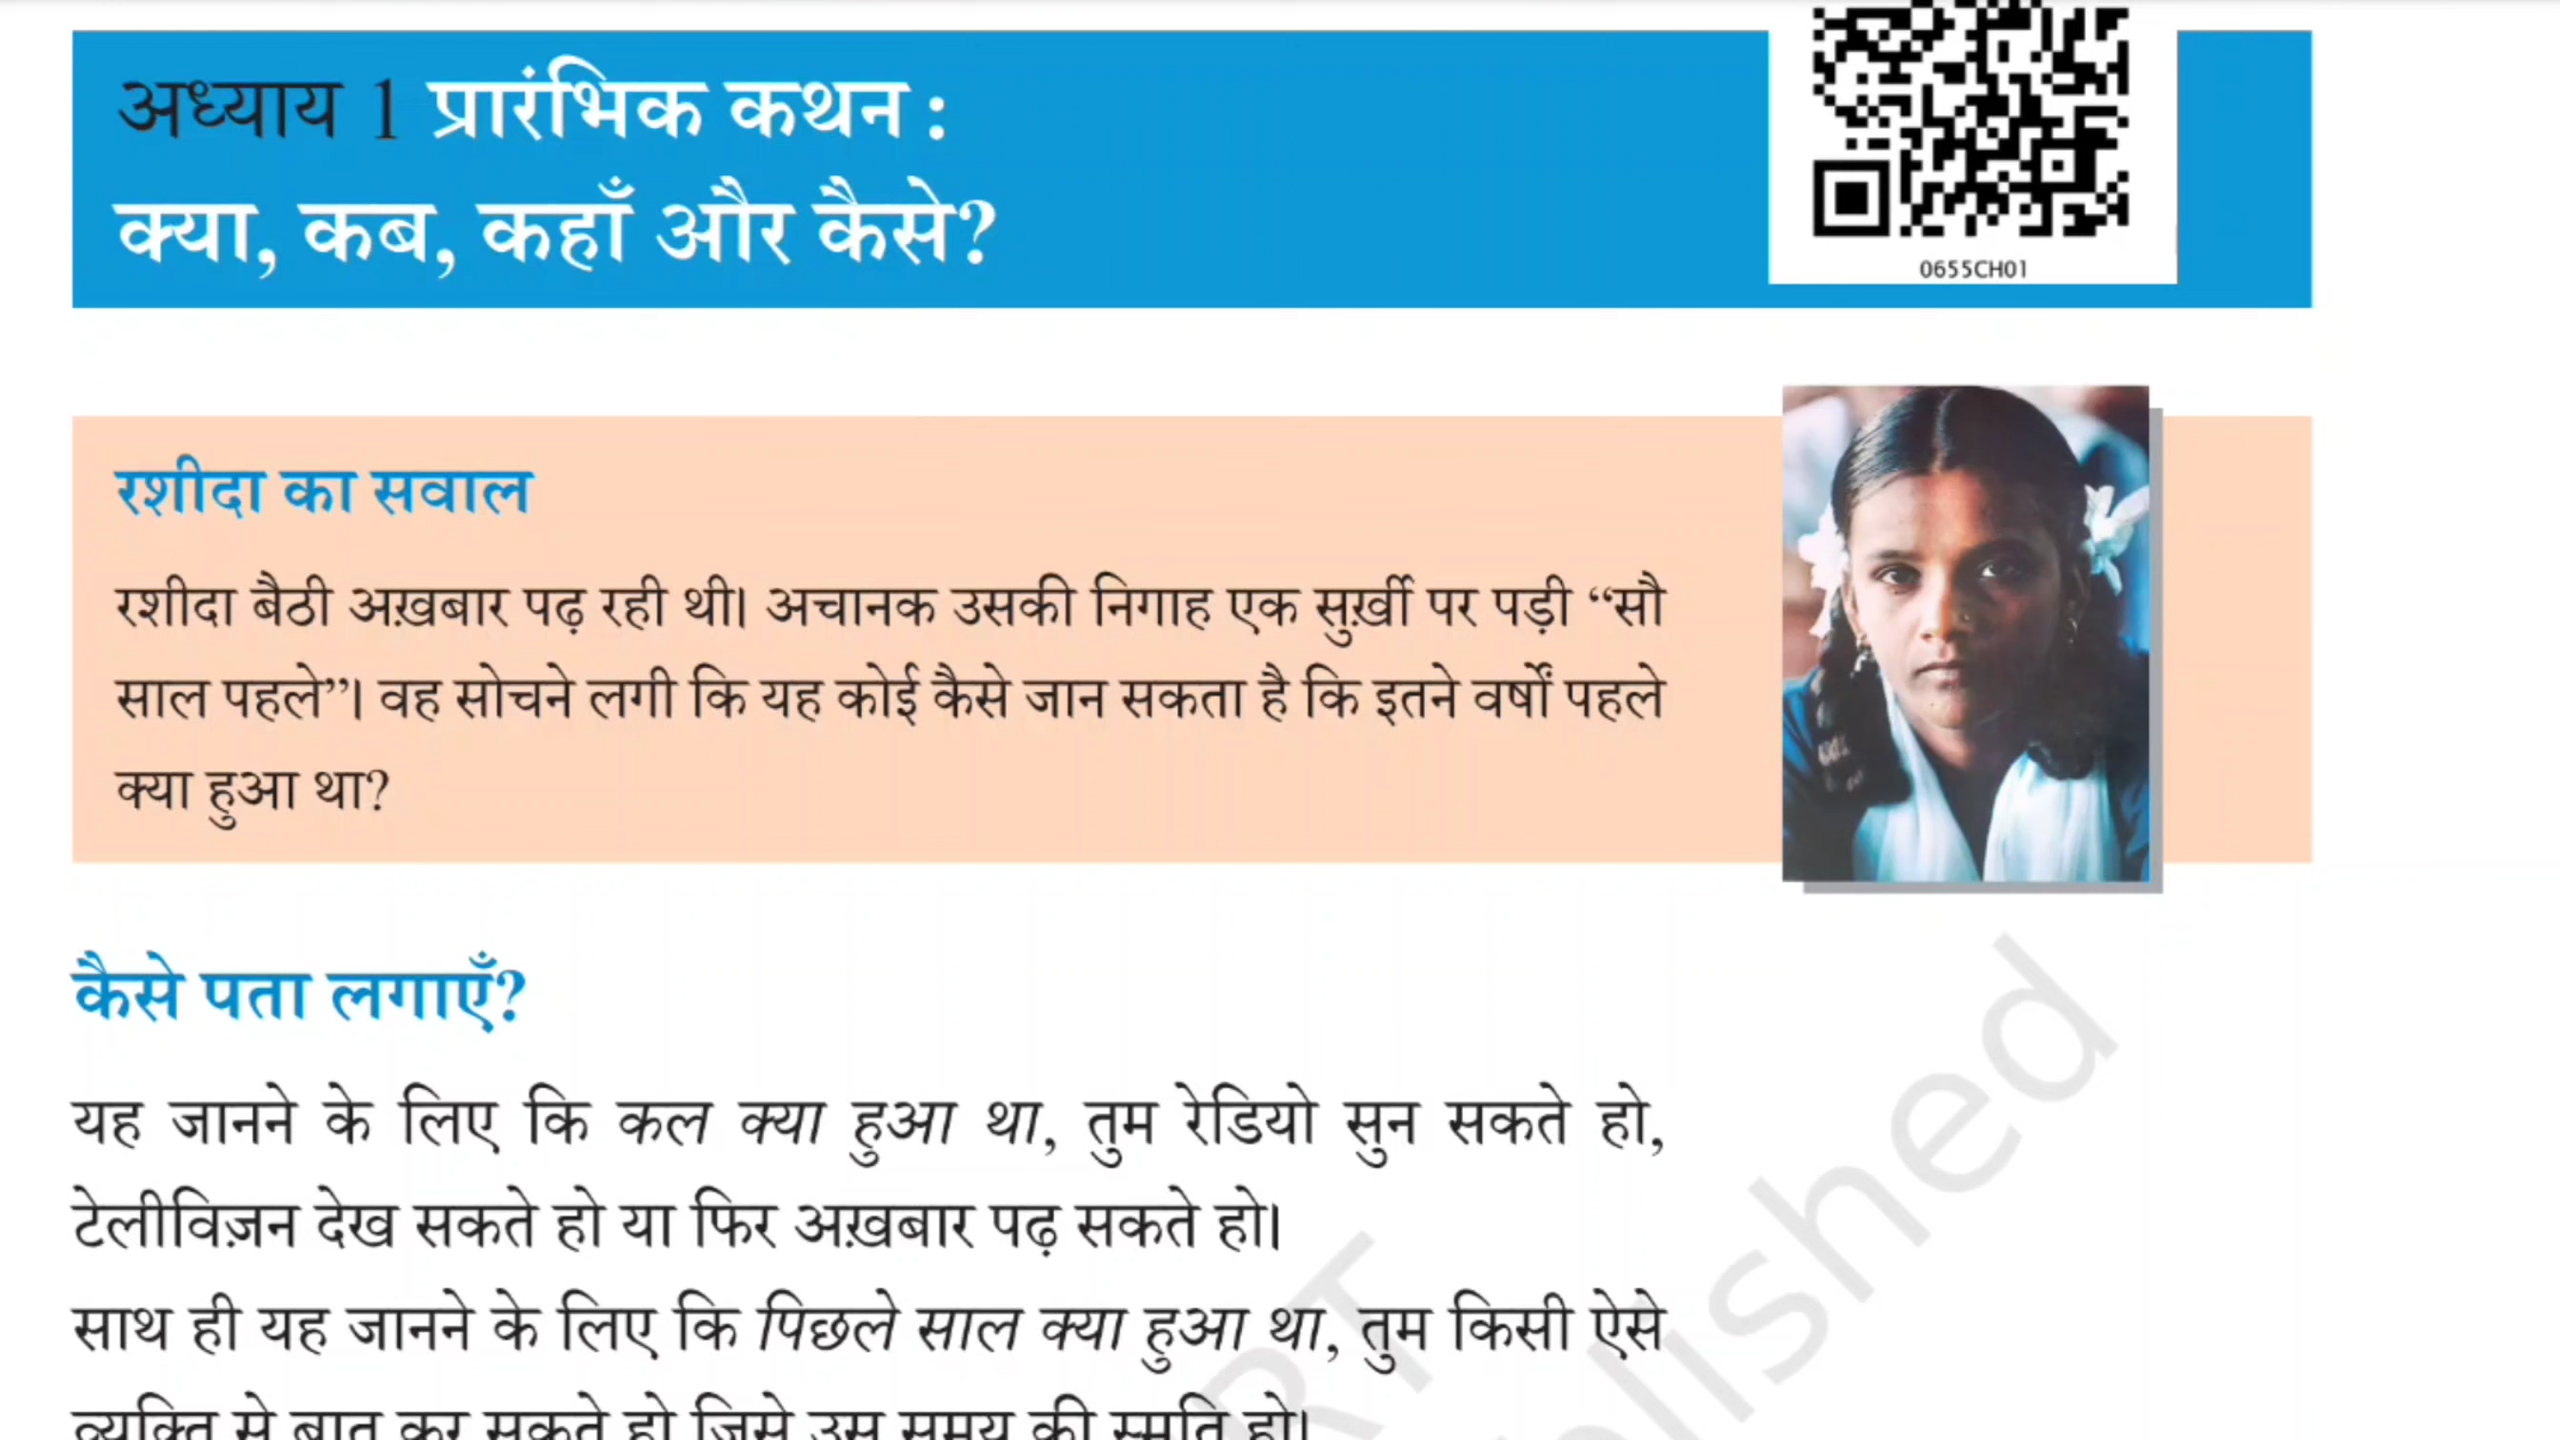 अध्याय 1 प्रारंभिक कथन :
क्या, कब, कहाँ और कैसे?
0655CH01
रशीदा का सवाल
रशीदा बैठी अख़बार पढ़ रही थी। अचानक उसकी निगाह एक सुर्ख़ी पर पड़ी “सौ
साल पहले”। वह सोचने लगी कि यह कोई कैसे जान सकता है कि इतने वर्षों पहले
क्या हुआ था?
कैसे पता लगाएँ?
यह जानने के लिए कि कल क्या हुआ था, तुम रेडियो सुन सकते हो,
टेलीविज़न देख सकते हो या फिर अख़बार पढ़ सकते हो।
साथ ही यह जानने के लिए कि पिछले साल क्या हुआ था, तुम किसी ऐसे
व्यक्ति से बात कर सकते हो जिसे उस समय की स्मृति हो।
RT
blished